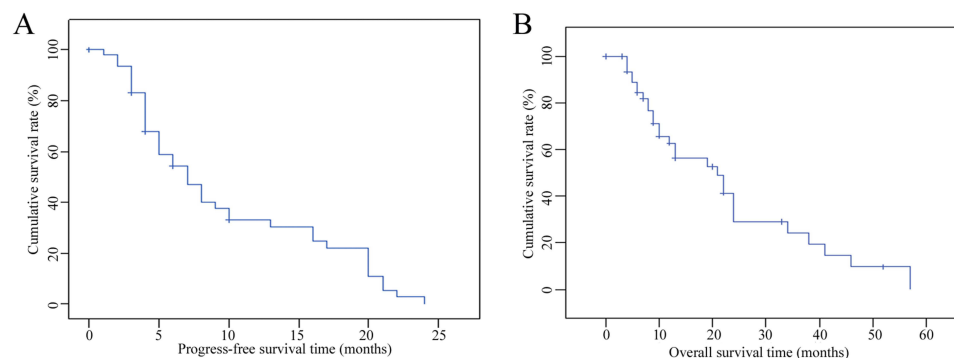 A
Cumulative survival rate (%)
100
80
60
40
20
0
0 5 10 15 20 25
Progress-free survival time (months)
B
Cumulative survival rate (%)
100
80
60
40
20
0
0 10 20 30 40 50 60
Overall survival time (months)